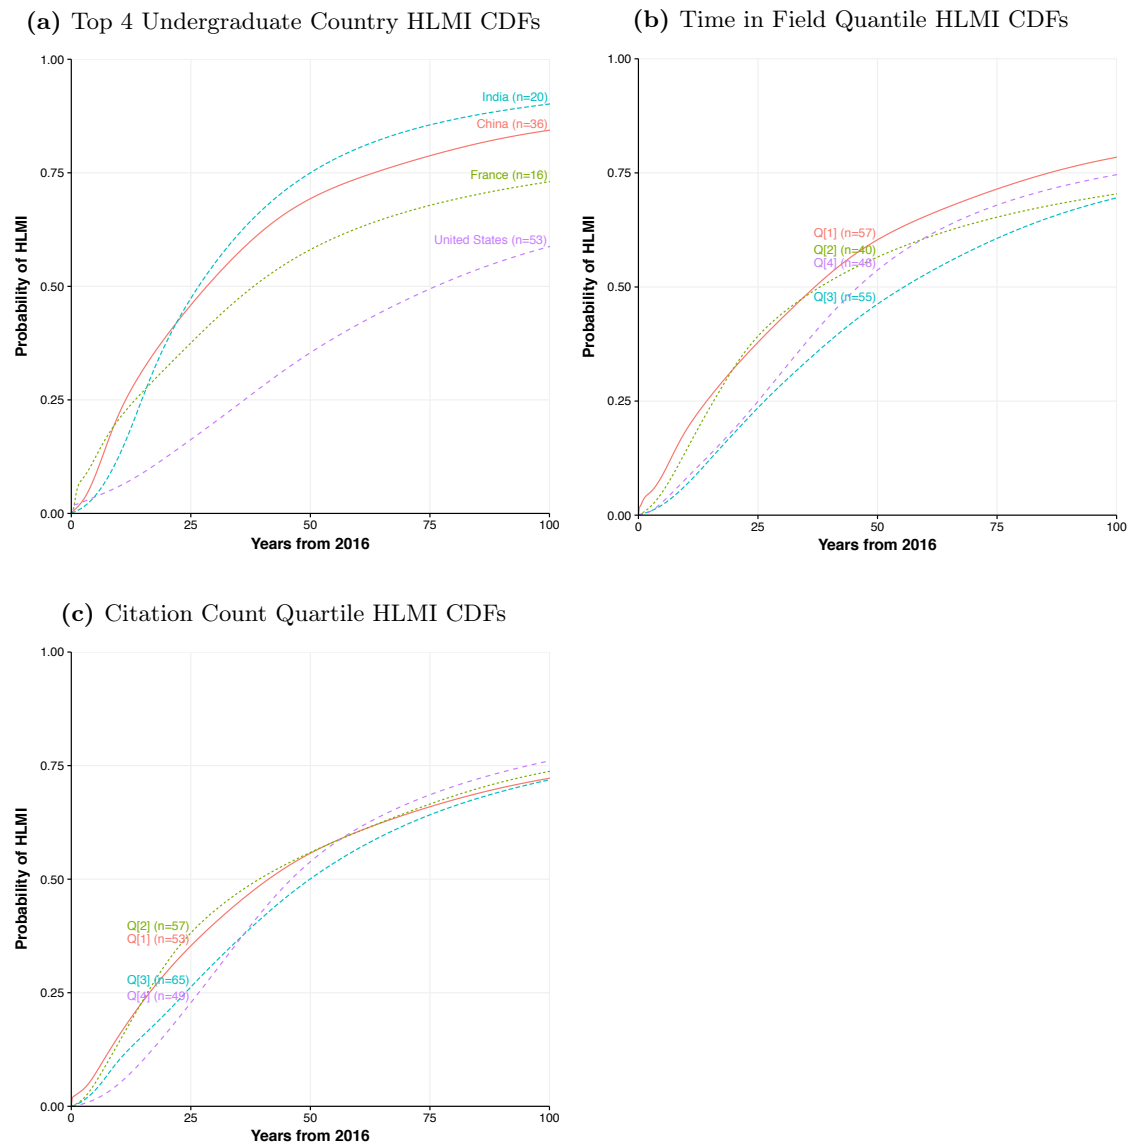 (a) Top 4 Undergraduate Country HLMI CDFs
1.00
0.75
0.50
0.25
0.00
Probability of HLMI
India (n=20)
China (n=36)
France (n=16)
United States (n=53)
0 25 50 75 100
Years from 2016
(b) Time in Field Quantile HLMI CDFs
1.00
0.75
0.50
0.25
0.00
Probability of HLMI
Q[1] (n=57)
Q[2] (n=40)
Q[4] (n=48)
Q[3] (n=55)
0 25 50 75 100
Years from 2016
(c) Citation Count Quartile HLMI CDFs
1.00
0.75
0.50
0.25
0.00
Probability of HLMI
Q[2] (n=57)
Q[1] (n=53)
Q[3] (n=65)
Q[4] (n=49)
0 25 50 75 100
Years from 2016